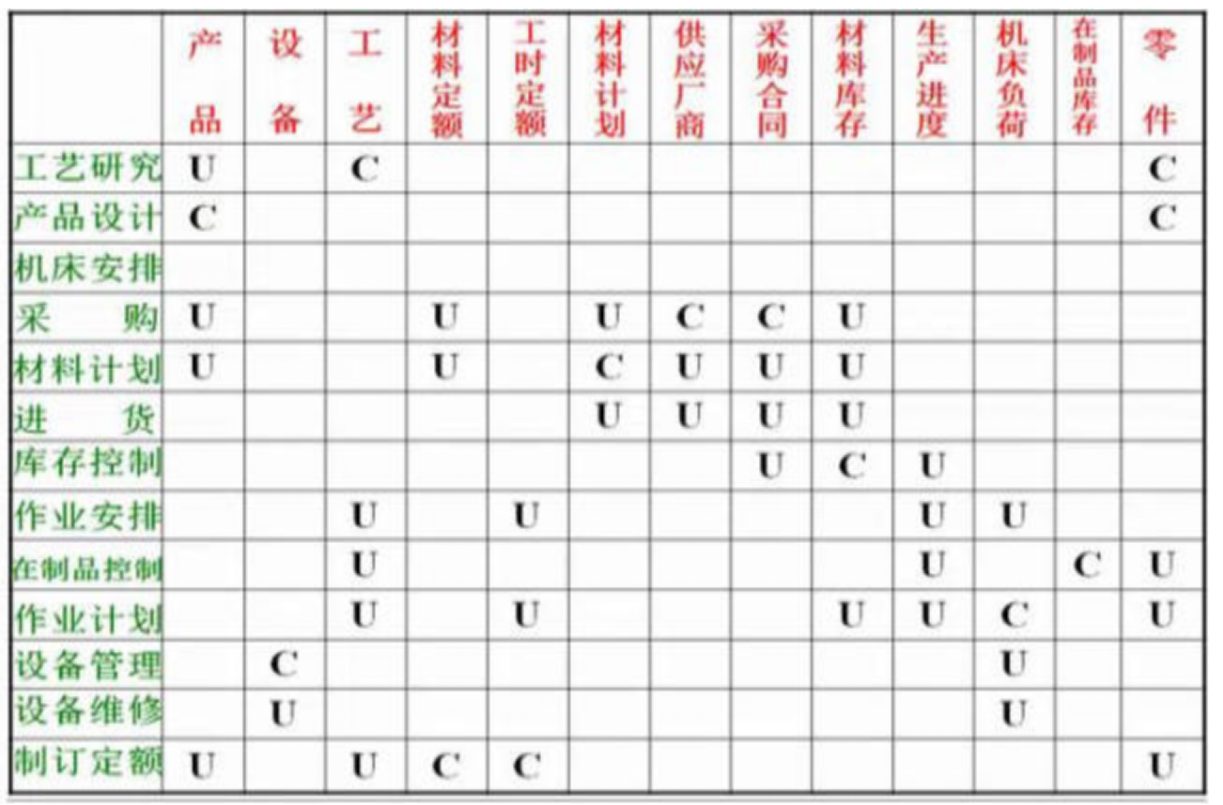 产品 设备 工艺 材料定额 工时定额 材料计划 供应厂商 采购合同 材料库存 生产进度 机床负荷 在制品库存 零件
工艺研究 U C C
产品设计 C C
机床安排
采购 U U U C C U
材料计划 U U C U U U
进货 U U U U
库存控制 U C U
作业安排 U U U U
在制品控制 U U C U
作业计划 U U U U C U
设备管理 C U
设备维修 U U
制订定额 U U C C U